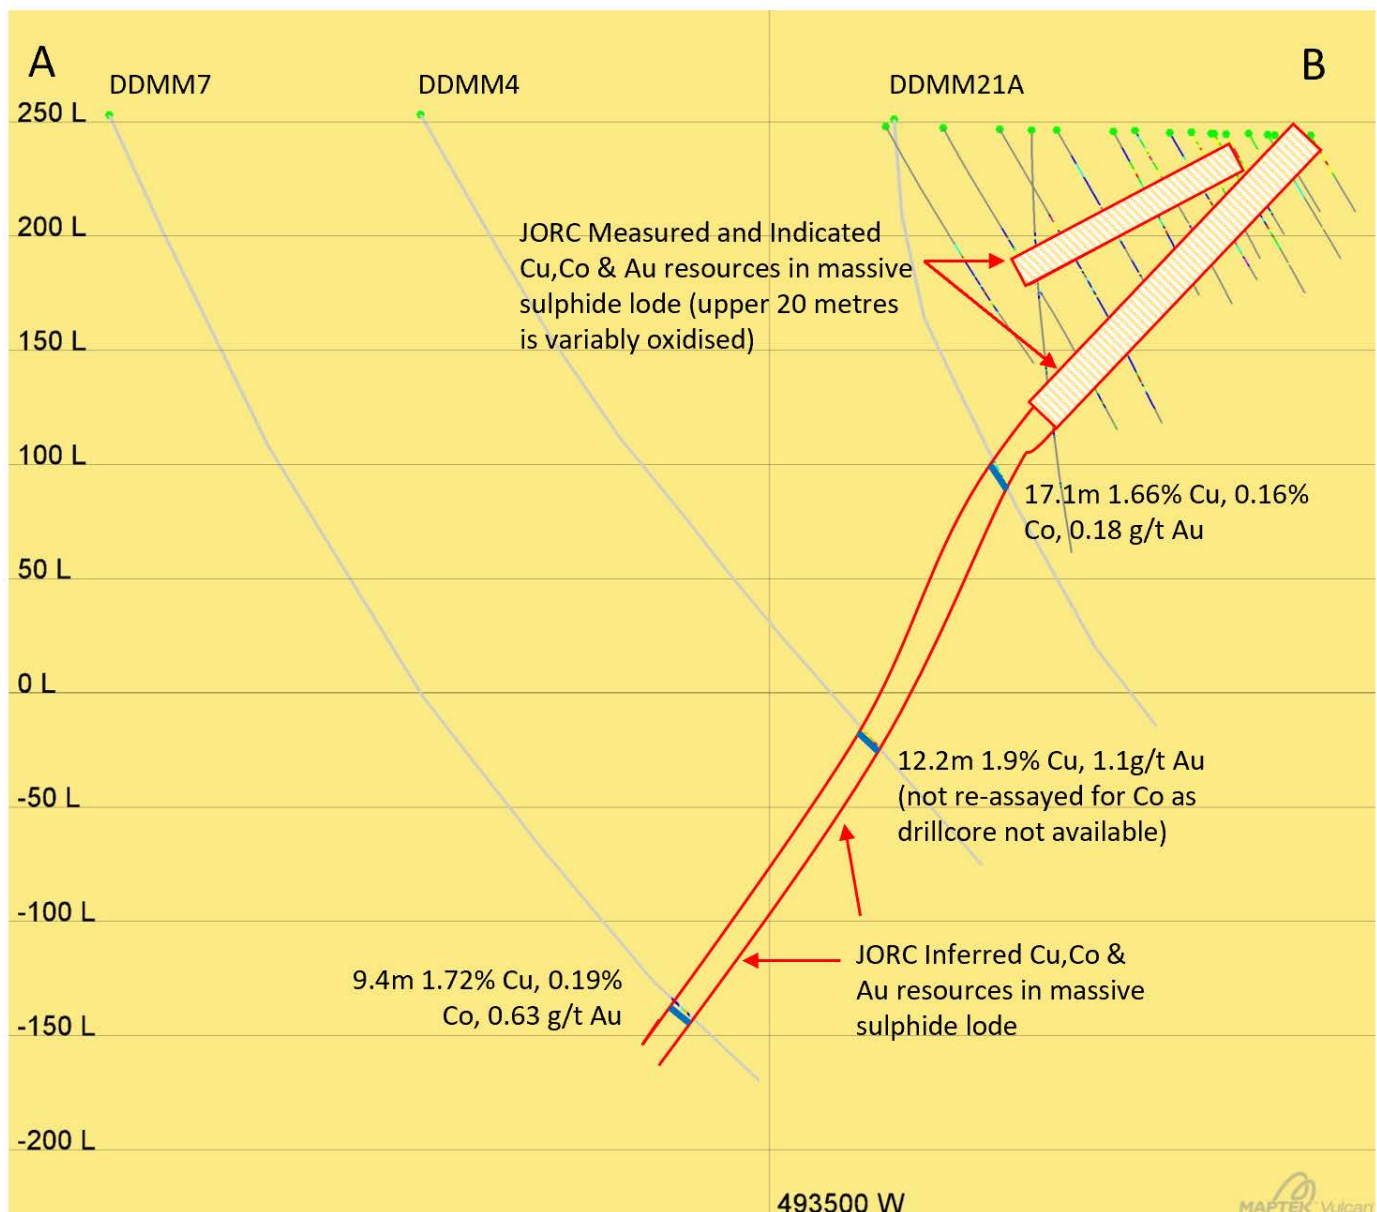 A
B
DDMM7
DDMM4
DDMM21A
250 L
200 L
JORC Measured and Indicated
Cu,Co & Au resources in massive
sulphide lode (upper 20 metres
is variably oxidised)
150 L
100 L
17.1m 1.66% Cu, 0.16%
Co, 0.18 g/t Au
50 L
0 L
12.2m 1.9% Cu, 1.1g/t Au
(not re-assayed for Co as
drillcore not available)
-50 L
-100 L
JORC Inferred Cu,Co &
Au resources in massive
sulphide lode
9.4m 1.72% Cu, 0.19%
Co, 0.63 g/t Au
-150 L
-200 L
493500 W
MAPTEK Vulcan